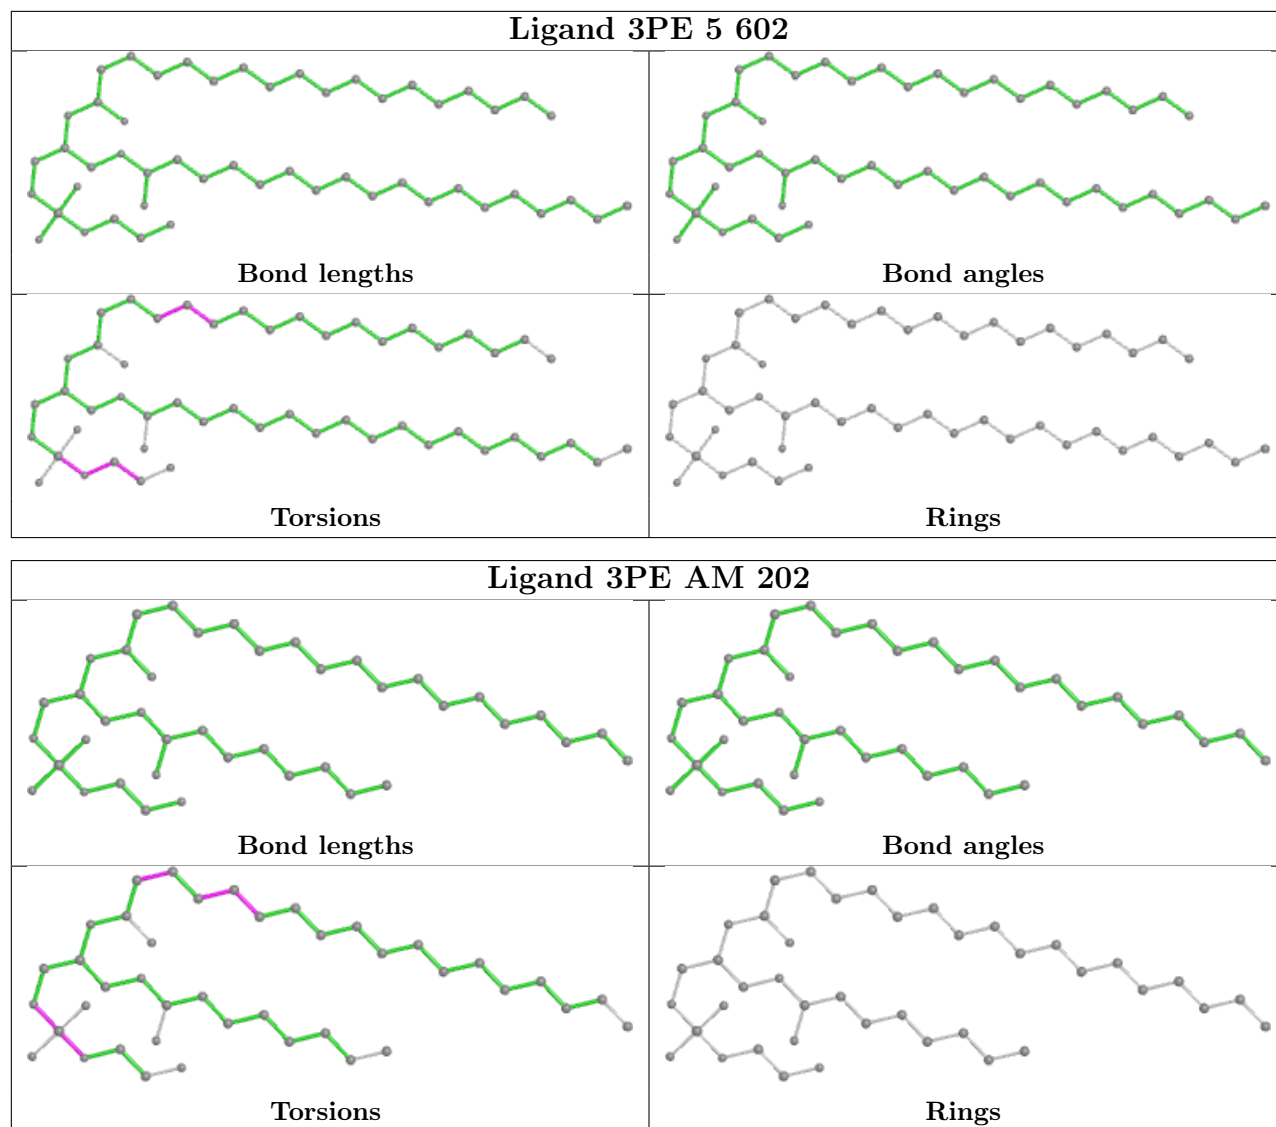 Ligand 3PE 5 602
Bond lengths
Bond angles
Torsions
Rings
Ligand 3PE AM 202
Bond lengths
Bond angles
Torsions
Rings